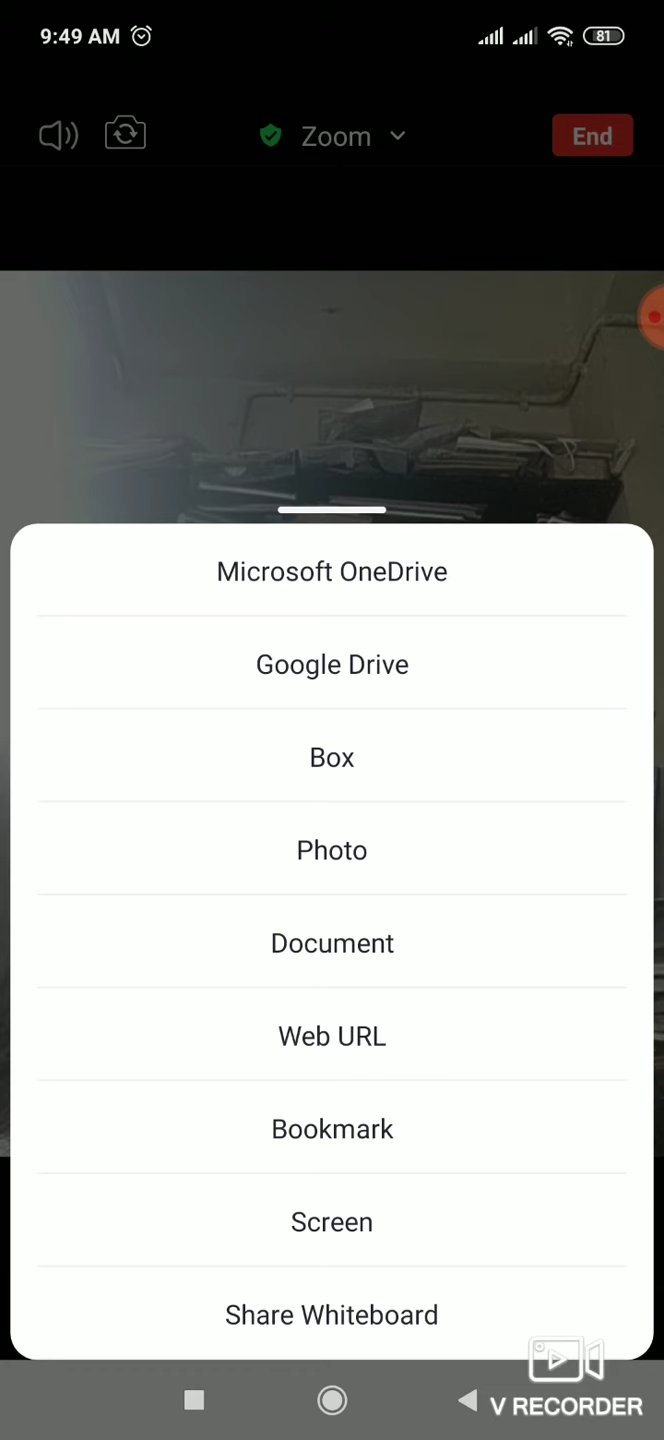 9:49 AM
81
Zoom
End
Microsoft OneDrive
Google Drive
Box
Photo
Document
Web URL
Bookmark
Screen
Share Whiteboard
V RECORDER